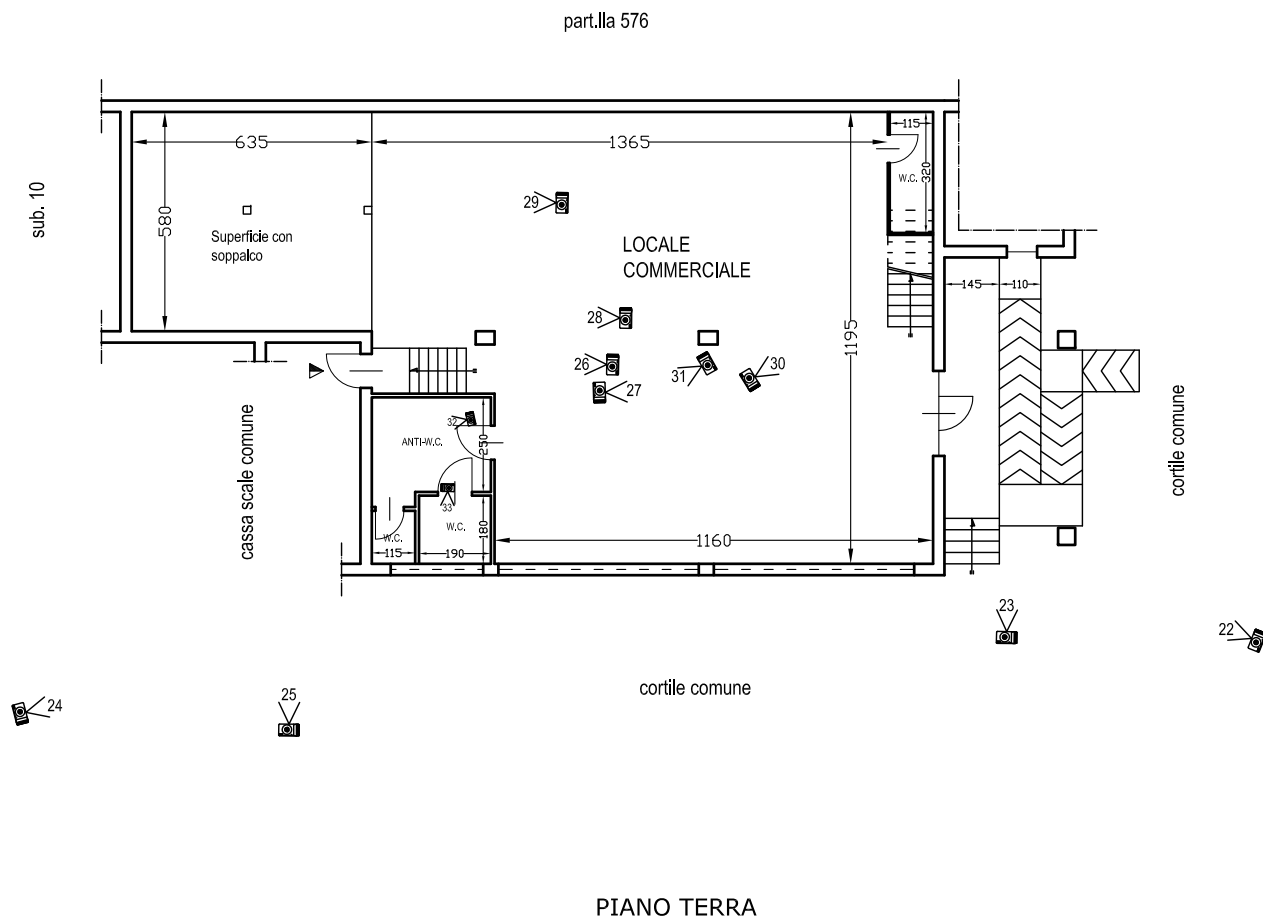 part.lla 576
635
1365
115
W.C.
320
sub. 10
580
Superficie con
soppalco
29
LOCALE
COMMERCIALE
145
110
28
1195
26
31
30
27
cassa scale comune
32
ANTI-W.C.
250
cortile comune
33
W.C.
180
W.C.
115
190
1160
23
22
24
25
cortile comune
PIANO TERRA